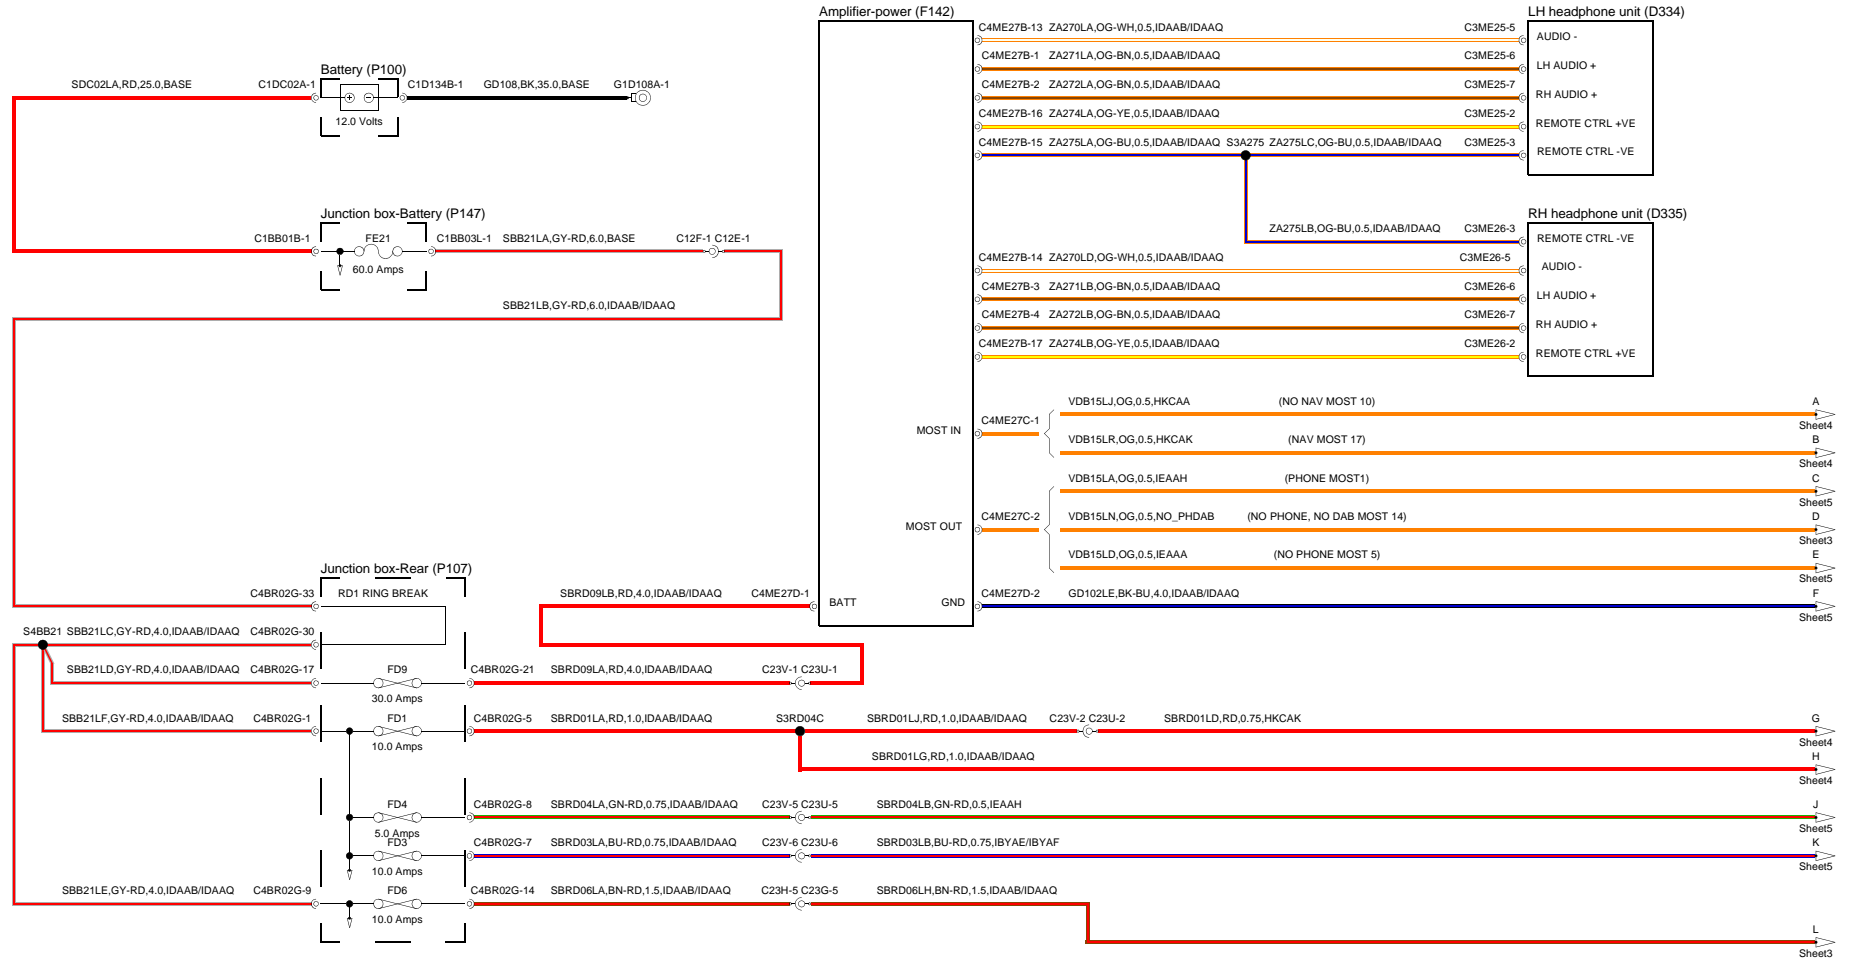 Amplifier-power (F142)
LH headphone unit (D334)
C4ME27B-13 ZA270LA,OG-WH,0.5,IDAAB/IDAAQ C3ME25-5
AUDIO -
C4ME27B-1 ZA271LA,OG-BN,0.5,IDAAB/IDAAQ C3ME25-6
LH AUDIO +
Battery (P100)
SDC02LA,RD,25.0,BASE C1DC02A-1
C1D134B-1 GD108,BK,35.0,BASE G1D108A-1
12.0 Volts
C4ME27B-2 ZA272LA,OG-BN,0.5,IDAAB/IDAAQ C3ME25-7
RH AUDIO +
C4ME27B-16 ZA274LA,OG-YE,0.5,IDAAB/IDAAQ C3ME25-2
REMOTE CTRL +VE
C4ME27B-15 ZA275LA,OG-BU,0.5,IDAAB/IDAAQ S3A275 ZA275LC,OG-BU,0.5,IDAAB/IDAAQ C3ME25-3
REMOTE CTRL -VE
Junction box-Battery (P147)
RH headphone unit (D335)
ZA275LB,OG-BU,0.5,IDAAB/IDAAQ C3ME26-3
REMOTE CTRL -VE
C1BB01B-1 FE21 C1BB03L-1 SBB21LA,GY-RD,6.0,BASE C12F-1 C12E-1
60.0 Amps
C4ME27B-14 ZA270LD,OG-WH,0.5,IDAAB/IDAAQ C3ME26-5
AUDIO -
C4ME27B-3 ZA271LB,OG-BN,0.5,IDAAB/IDAAQ C3ME26-6
LH AUDIO +
SBB21LB,GY-RD,6.0,IDAAB/IDAAQ
C4ME27B-4 ZA272LB,OG-BN,0.5,IDAAB/IDAAQ C3ME26-7
RH AUDIO +
C4ME27B-17 ZA274LB,OG-YE,0.5,IDAAB/IDAAQ C3ME26-2
REMOTE CTRL +VE
VDB15LJ,OG,0.5,HKCAA (NO NAV MOST 10) A
Sheet4
MOST IN C4ME27C-1
VDB15LR,OG,0.5,HKCAK (NAV MOST 17) B
Sheet4
VDB15LA,OG,0.5,IEAAH (PHONE MOST1) C
Sheet5
MOST OUT C4ME27C-2 VDB15LN,OG,0.5,NO_PHDAB (NO PHONE, NO DAB MOST 14) D
Sheet3
VDB15LD,OG,0.5,IEAAA (NO PHONE MOST 5) E
Sheet5
Junction box-Rear (P107)
C4BR02G-33 RD1 RING BREAK SBRD09LB,RD,4.0,IDAAB/IDAAQ C4ME27D-1
BATT GND C4ME27D-2 GD102LE,BK-BU,4.0,IDAAB/IDAAQ F
Sheet5
S4BB21 SBB21LC,GY-RD,4.0,IDAAB/IDAAQ C4BR02G-30
SBB21LD,GY-RD,4.0,IDAAB/IDAAQ C4BR02G-17 FD9 C4BR02G-21 SBRD09LA,RD,4.0,IDAAB/IDAAQ C23V-1 C23U-1
30.0 Amps
SBB21LF,GY-RD,4.0,IDAAB/IDAAQ C4BR02G-1 FD1 C4BR02G-5 SBRD01LA,RD,1.0,IDAAB/IDAAQ S3RD04C SBRD01LJ,RD,1.0,IDAAB/IDAAQ C23V-2 C23U-2 SBRD01LD,RD,0.75,HKCAK G
10.0 Amps
Sheet4
SBRD01LG,RD,1.0,IDAAB/IDAAQ H
Sheet4
FD4 C4BR02G-8 SBRD04LA,GN-RD,0.75,IDAAB/IDAAQ C23V-5 C23U-5 SBRD04LB,GN-RD,0.5,IEAAH J
5.0 Amps
Sheet5
FD3 C4BR02G-7 SBRD03LA,BU-RD,0.75,IDAAB/IDAAQ C23V-6 C23U-6 SBRD03LB,BU-RD,0.75,IBYAE/IBYAF K
10.0 Amps
Sheet5
SBB21LE,GY-RD,4.0,IDAAB/IDAAQ C4BR02G-9 FD6 C4BR02G-14 SBRD06LA,BN-RD,1.5,IDAAB/IDAAQ C23H-5 C23G-5 SBRD06LH,BN-RD,1.5,IDAAB/IDAAQ
10.0 Amps
L
Sheet3